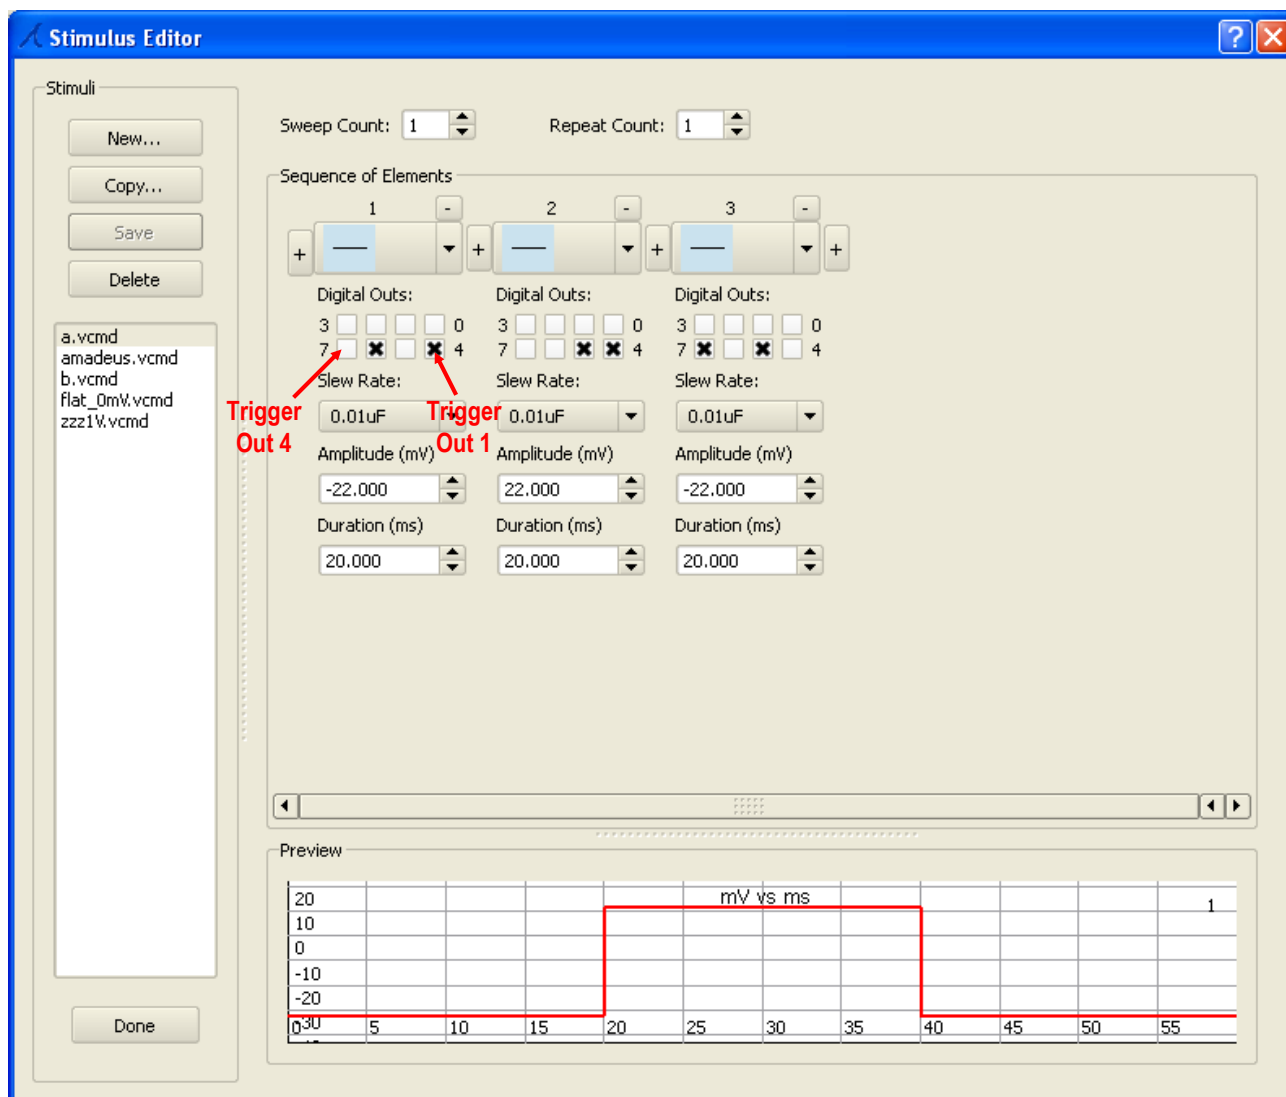 Stimulus Editor
?
Stimuli
New...
Copy...
Save
Delete
a.vcmd
amadeus.vcmd
b.vcmd
flat_0mV.vcmd
zzz1V.vcmd
Done
Sweep Count: 1
Repeat Count: 1
Sequence of Elements
1 - 2 - 3 -
+ + + +
Digital Outs: Digital Outs: Digital Outs:
3 0 3 0 3 0
7 4 7 4 7 4
Slew Rate: Slew Rate: Slew Rate:
0.01uF 0.01uF 0.01uF
Trigger Out 4
Trigger Out 1
Amplitude (mV) Amplitude (mV) Amplitude (mV)
-22.000 22.000 -22.000
Duration (ms) Duration (ms) Duration (ms)
20.000 20.000 20.000
Preview
mV vs ms
1
20
10
0
-10
-20
-30
0 5 10 15 20 25 30 35 40 45 50 55